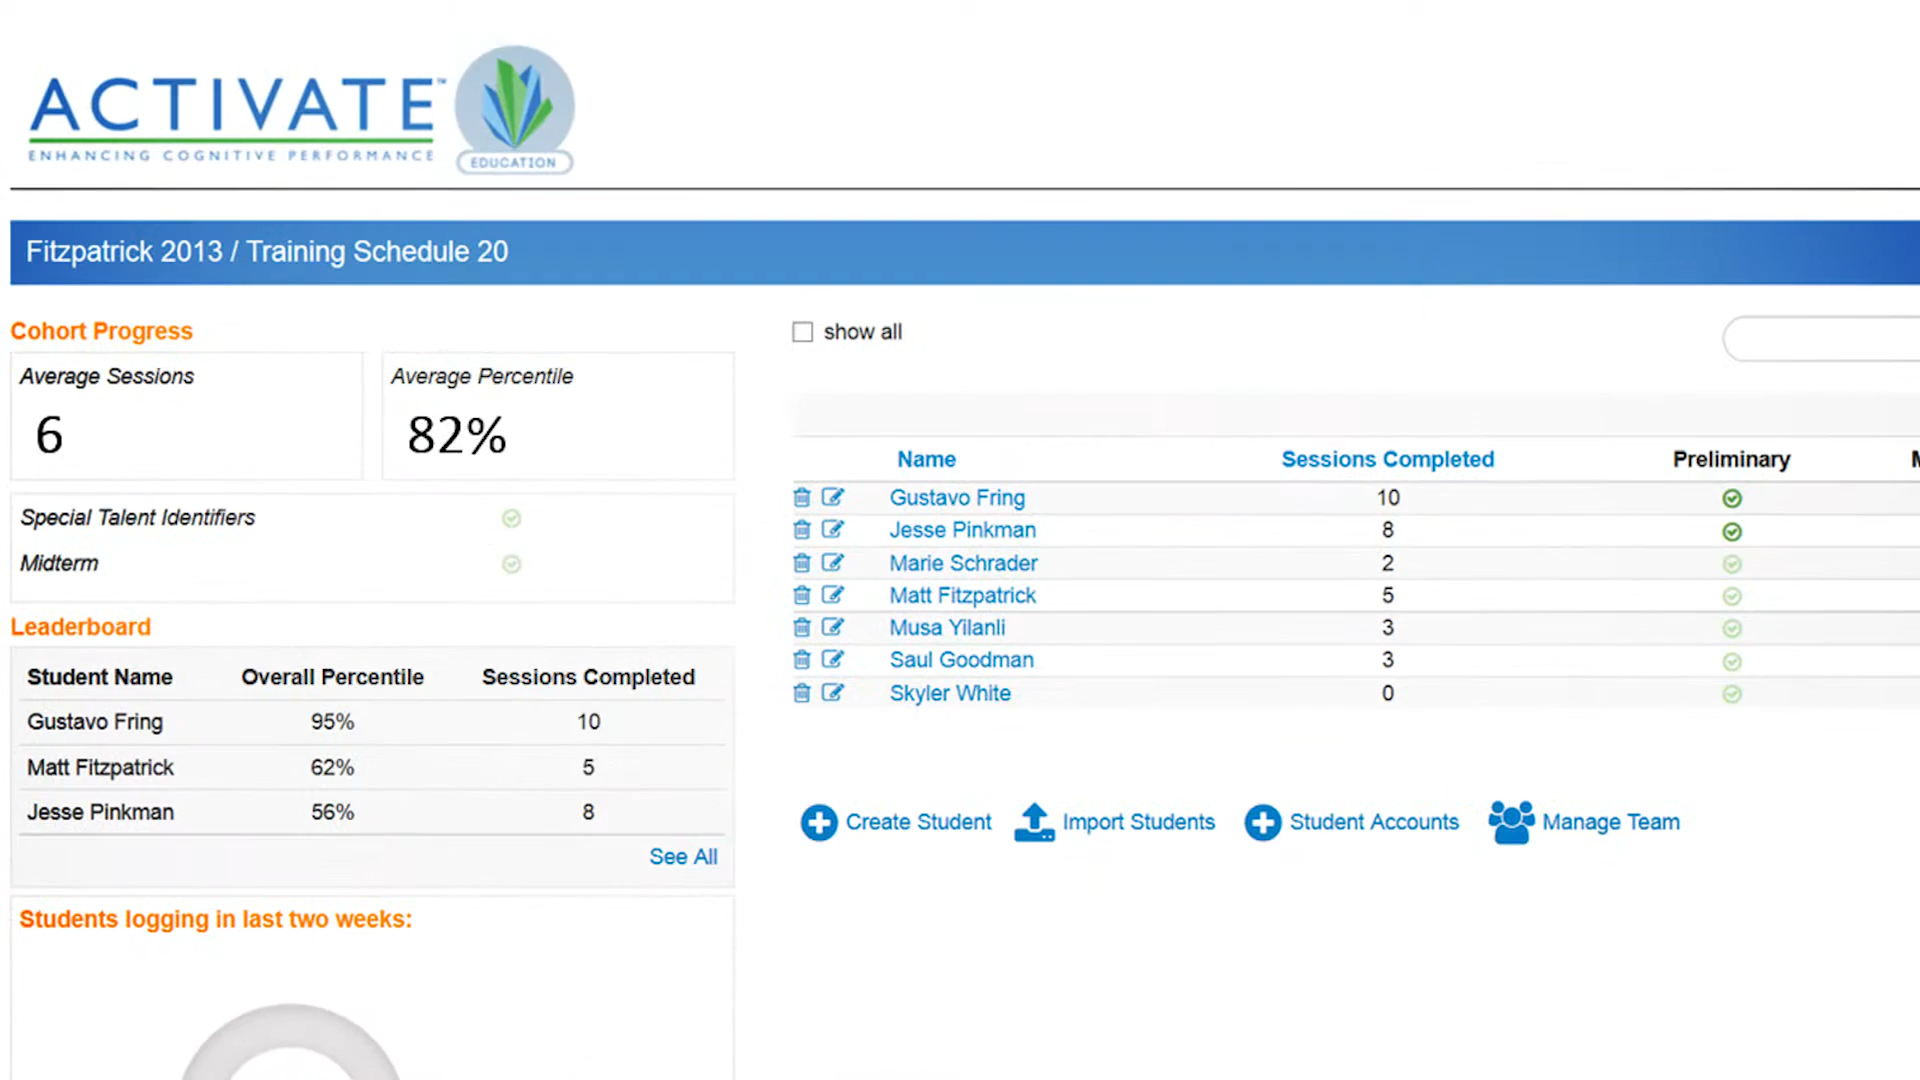 ACTIVATE™
ENHANCING COGNITIVE PERFORMANCE
EDUCATION
Fitzpatrick 2013 / Training Schedule 20
Cohort Progress
Average Sessions
6
Average Percentile
82%
Special Talent Identifiers
Midterm
Leaderboard
Student Name Overall Percentile Sessions Completed
Gustavo Fring 95% 10
Matt Fitzpatrick 62% 5
Jesse Pinkman 56% 8
See All
Students logging in last two weeks:
show all
Name Sessions Completed Preliminary
Gustavo Fring 10
Jesse Pinkman 8
Marie Schrader 2
Matt Fitzpatrick 5
Musa Yilanli 3
Saul Goodman 3
Skyler White 0
Create Student Import Students Student Accounts Manage Team